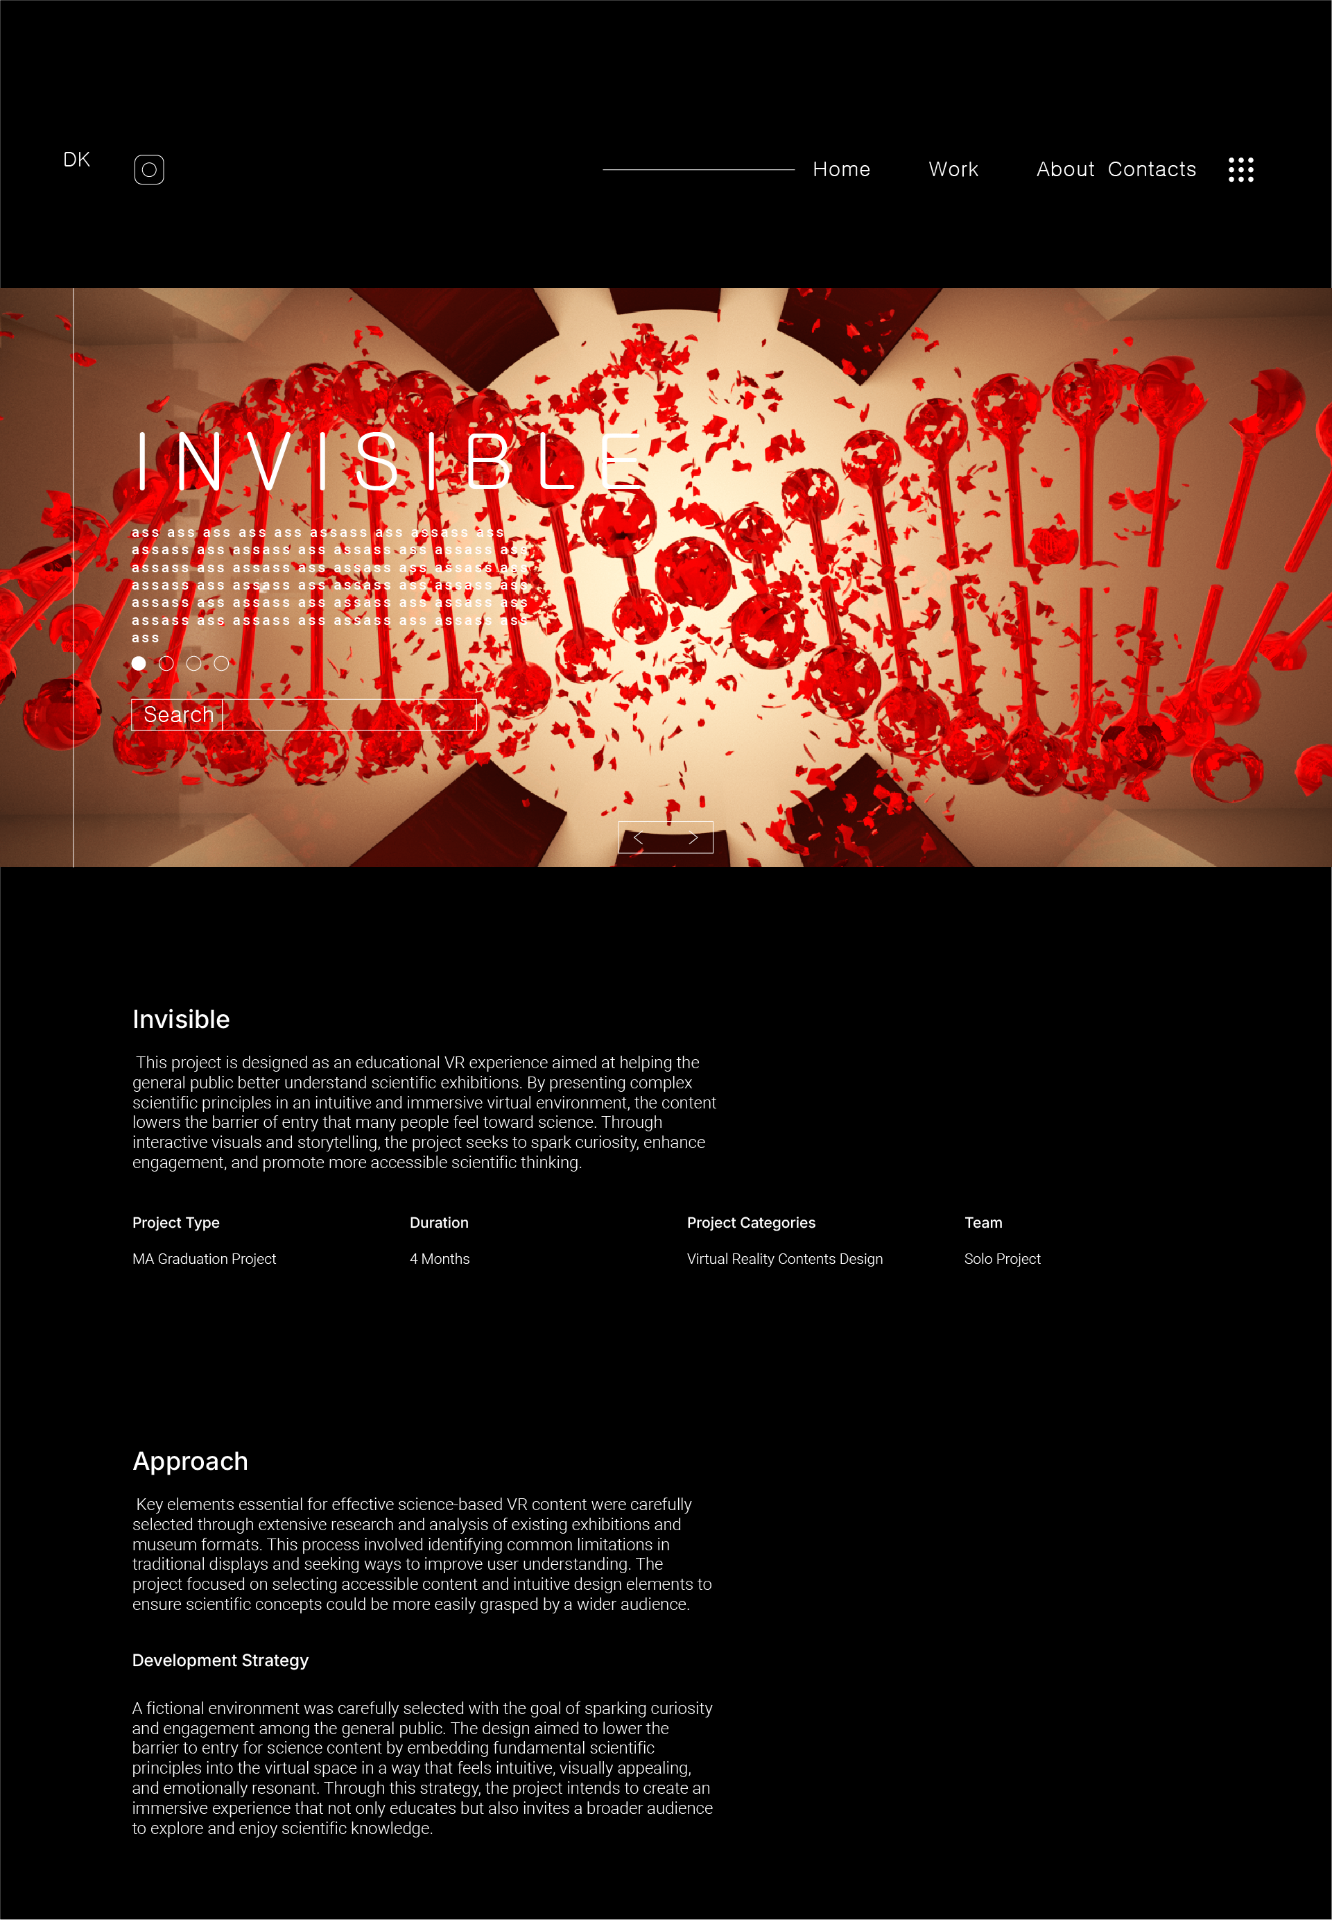 DK
Home Work About Contacts
INVISIBLE
ass ass ass ass ass assass ass assass ass
assass ass assass ass assass ass assass ass
assass ass assass ass assass ass assass ass
assass ass assass ass assass ass assass ass
assass ass assass ass assass ass assass ass
assass ass assass ass assass ass assass ass
ass
Search
Invisible
This project is designed as an educational VR experience aimed at helping the
general public better understand scientific exhibitions. By presenting complex
scientific principles in an intuitive and immersive virtual environment, the content
lowers the barrier of entry that many people feel toward science. Through
interactive visuals and storytelling, the project seeks to spark curiosity, enhance
engagement, and promote more accessible scientific thinking.
Project Type Duration Project Categories Team
MA Graduation Project 4 Months Virtual Reality Contents Design Solo Project
Approach
Key elements essential for effective science-based VR content were carefully
selected through extensive research and analysis of existing exhibitions and
museum formats. This process involved identifying common limitations in
traditional displays and seeking ways to improve user understanding. The
project focused on selecting accessible content and intuitive design elements to
ensure scientific concepts could be more easily grasped by a wider audience.
Development Strategy
A fictional environment was carefully selected with the goal of sparking curiosity
and engagement among the general public. The design aimed to lower the
barrier to entry for science content by embedding fundamental scientific
principles into the virtual space in a way that feels intuitive, visually appealing,
and emotionally resonant. Through this strategy, the project intends to create an
immersive experience that not only educates but also invites a broader audience
to explore and enjoy scientific knowledge.